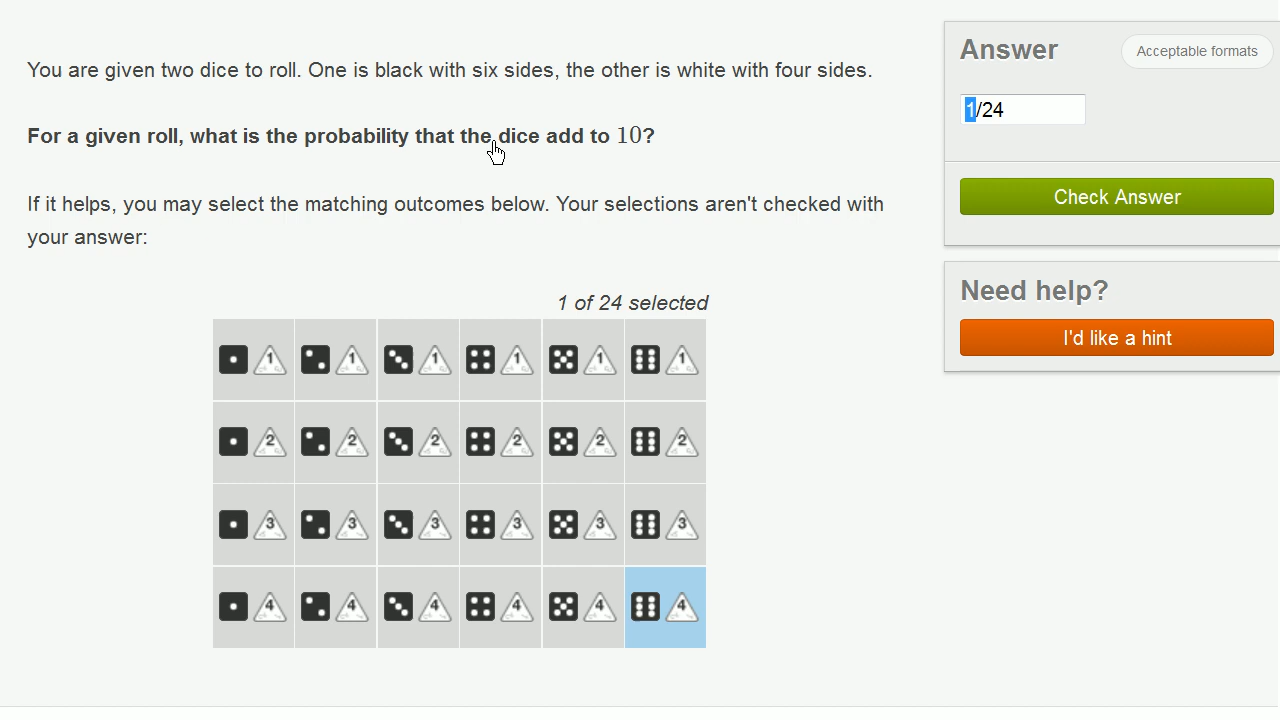 You are given two dice to roll. One is black with six sides, the other is white with four sides.
For a given roll, what is the probability that the dice add to 10?
If it helps, you may select the matching outcomes below. Your selections aren't checked with
your answer:
1 of 24 selected
1 1 1 1 1 1
2 2 2 2 2 2
3 3 3 3 3 3
4 4 4 4 4 4
Answer
Acceptable formats
1/24
Check Answer
Need help?
I'd like a hint